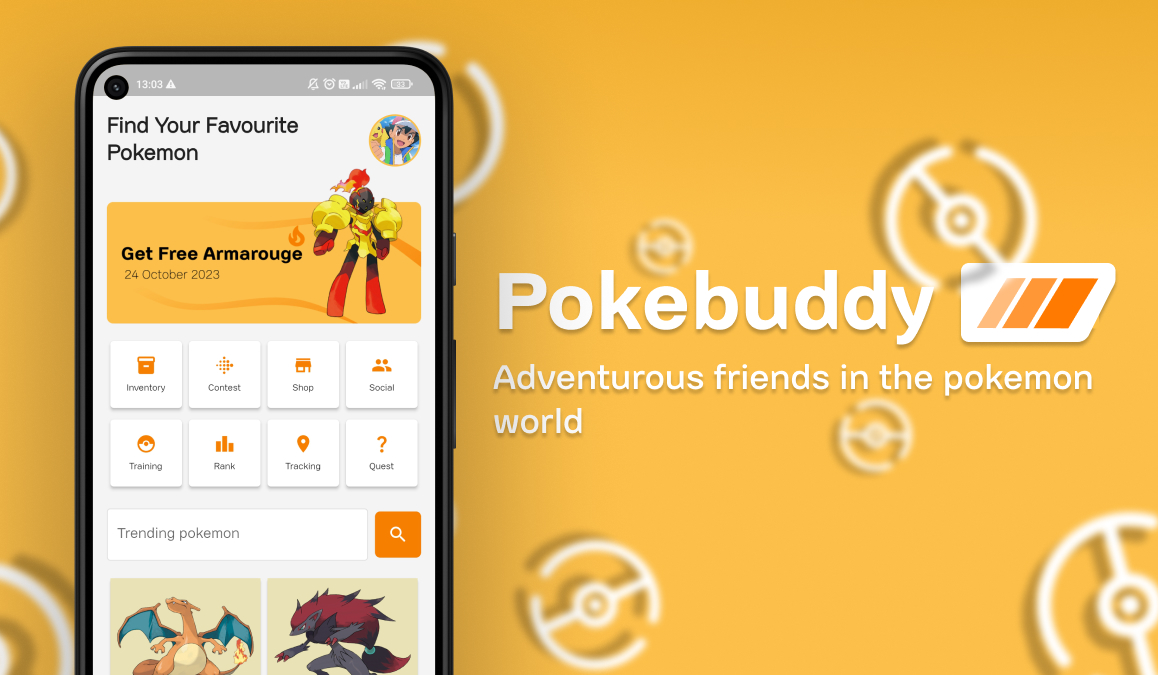 13:03
Find Your Favourite
Pokemon
Get Free Armarouge
24 October 2023
Inventory
Contest
Shop
Social
Training
Rank
Tracking
Quest
Trending pokemon
Pokebuddy
Adventurous friends in the pokemon
world